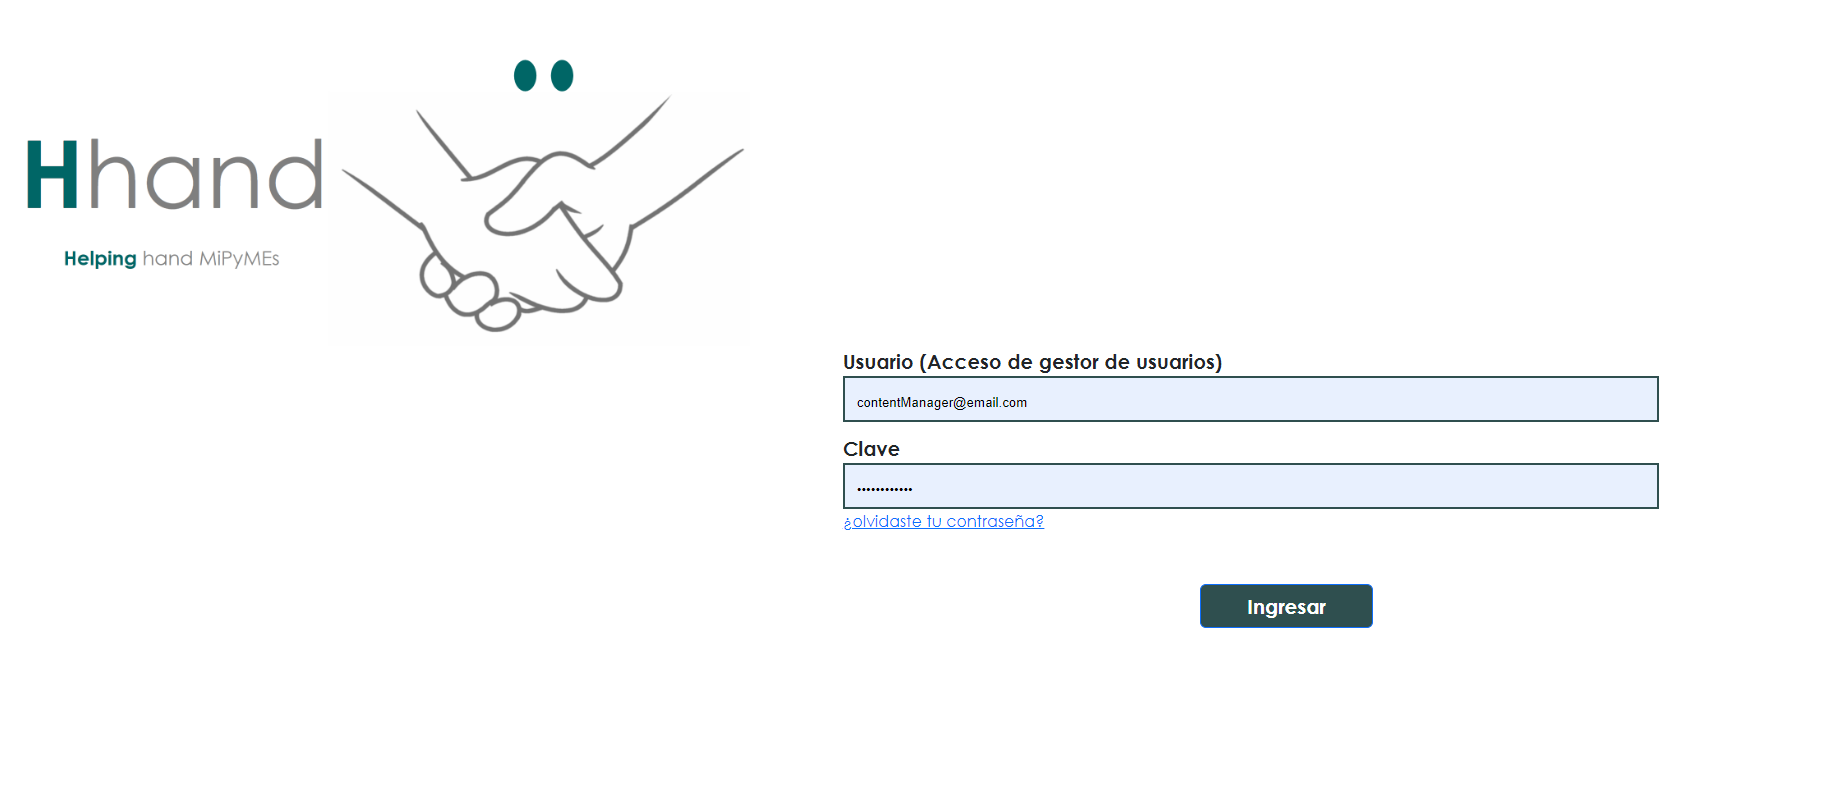 Hhand
Helping hand MiPyMEs
Usuario (Acceso de gestor de usuarios)
contentManager@email.com
Clave
••••••••••••
¿olvidaste tu contraseña?
Ingresar